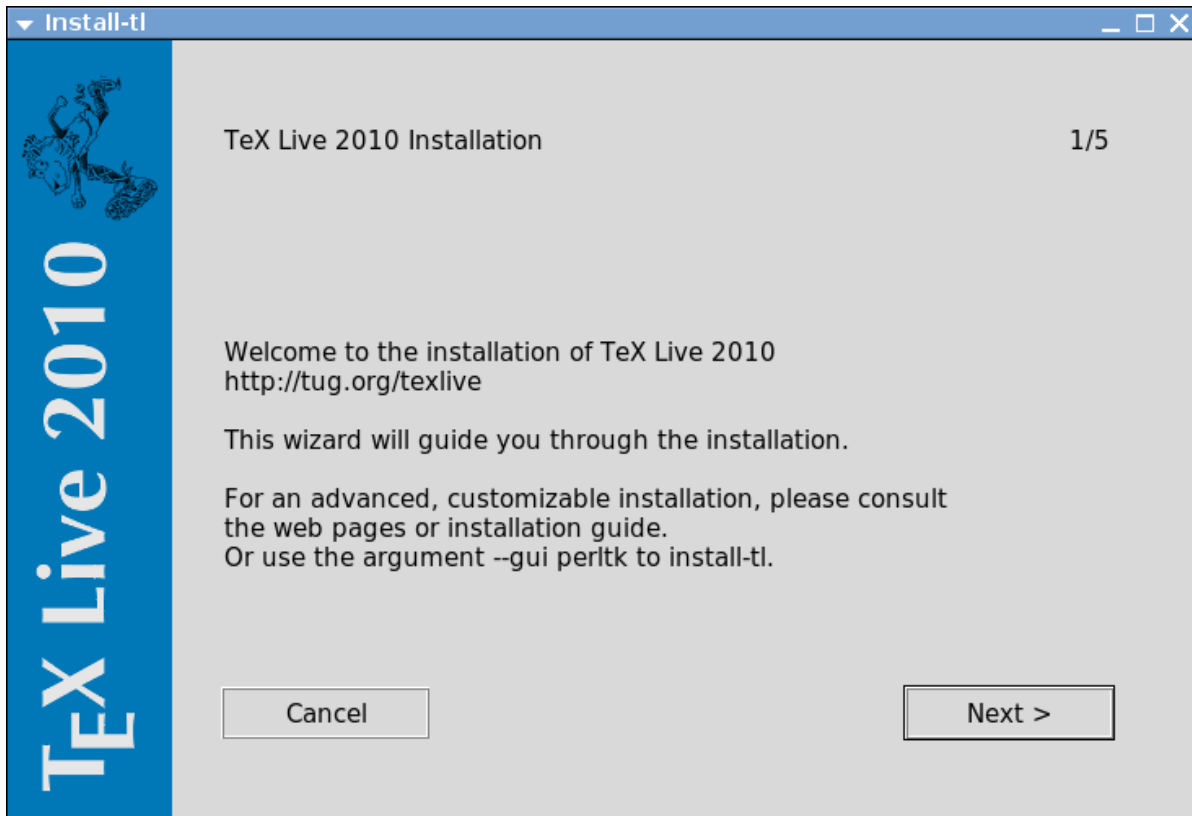 Install-tl
TeX Live 2010
TeX Live 2010 Installation
1/5
Welcome to the installation of TeX Live 2010
http://tug.org/texlive
This wizard will guide you through the installation.
For an advanced, customizable installation, please consult
the web pages or installation guide.
Or use the argument --gui perltk to install-tl.
Cancel
Next >